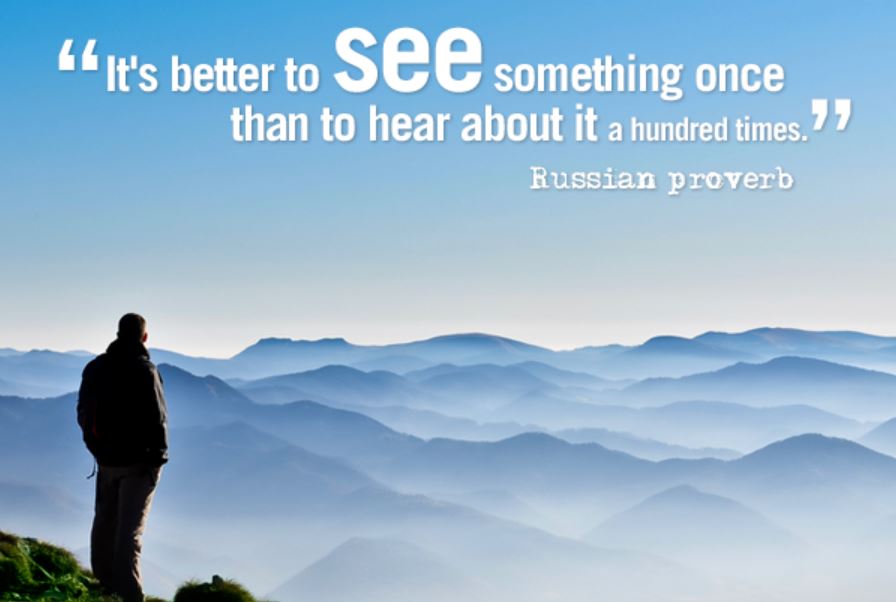 “It's better to see something once
than to hear about it a hundred times.”
Russian proverb